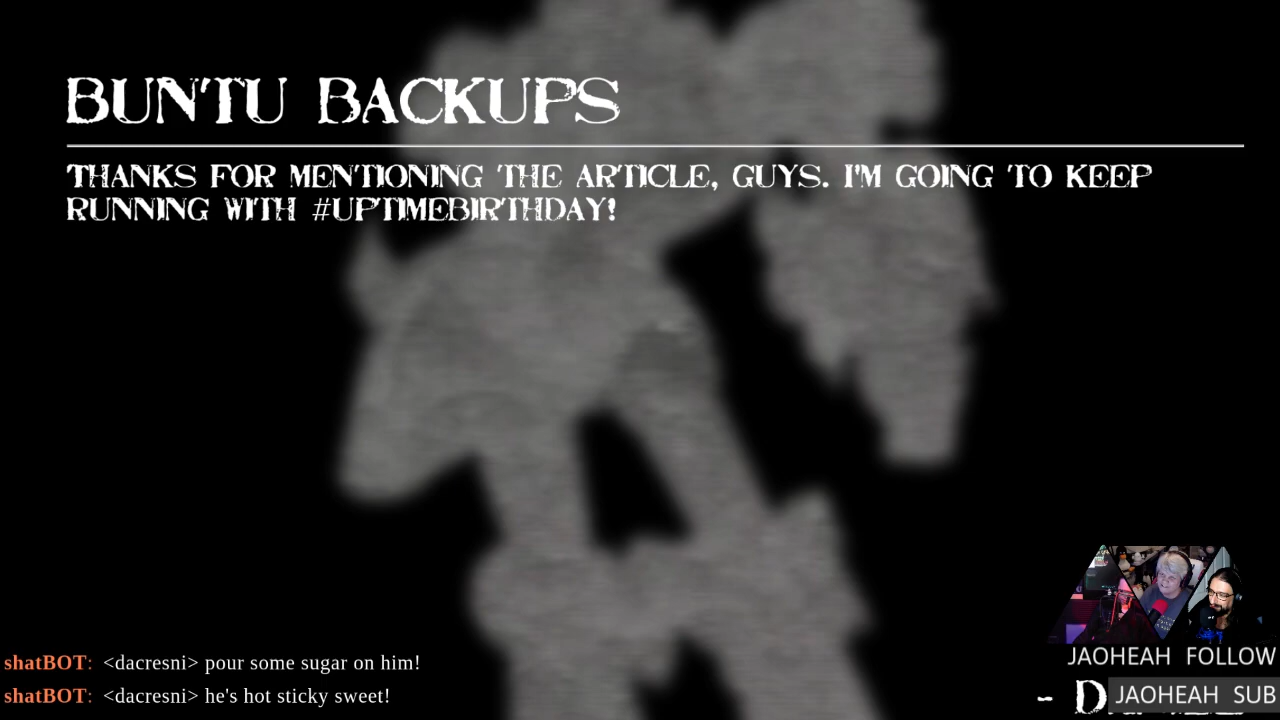 BUNTU BACKUPS
THANKS FOR MENTIONING THE ARTICLE, GUYS. I'M GOING TO KEEP
RUNNING WITH #UPTIMEBIRTHDAY!
shatBOT: <dacresni> pour some sugar on him!
shatBOT: <dacresni> he's hot sticky sweet!
JAOHEAH FOLLOW
JAOHEAH SUB